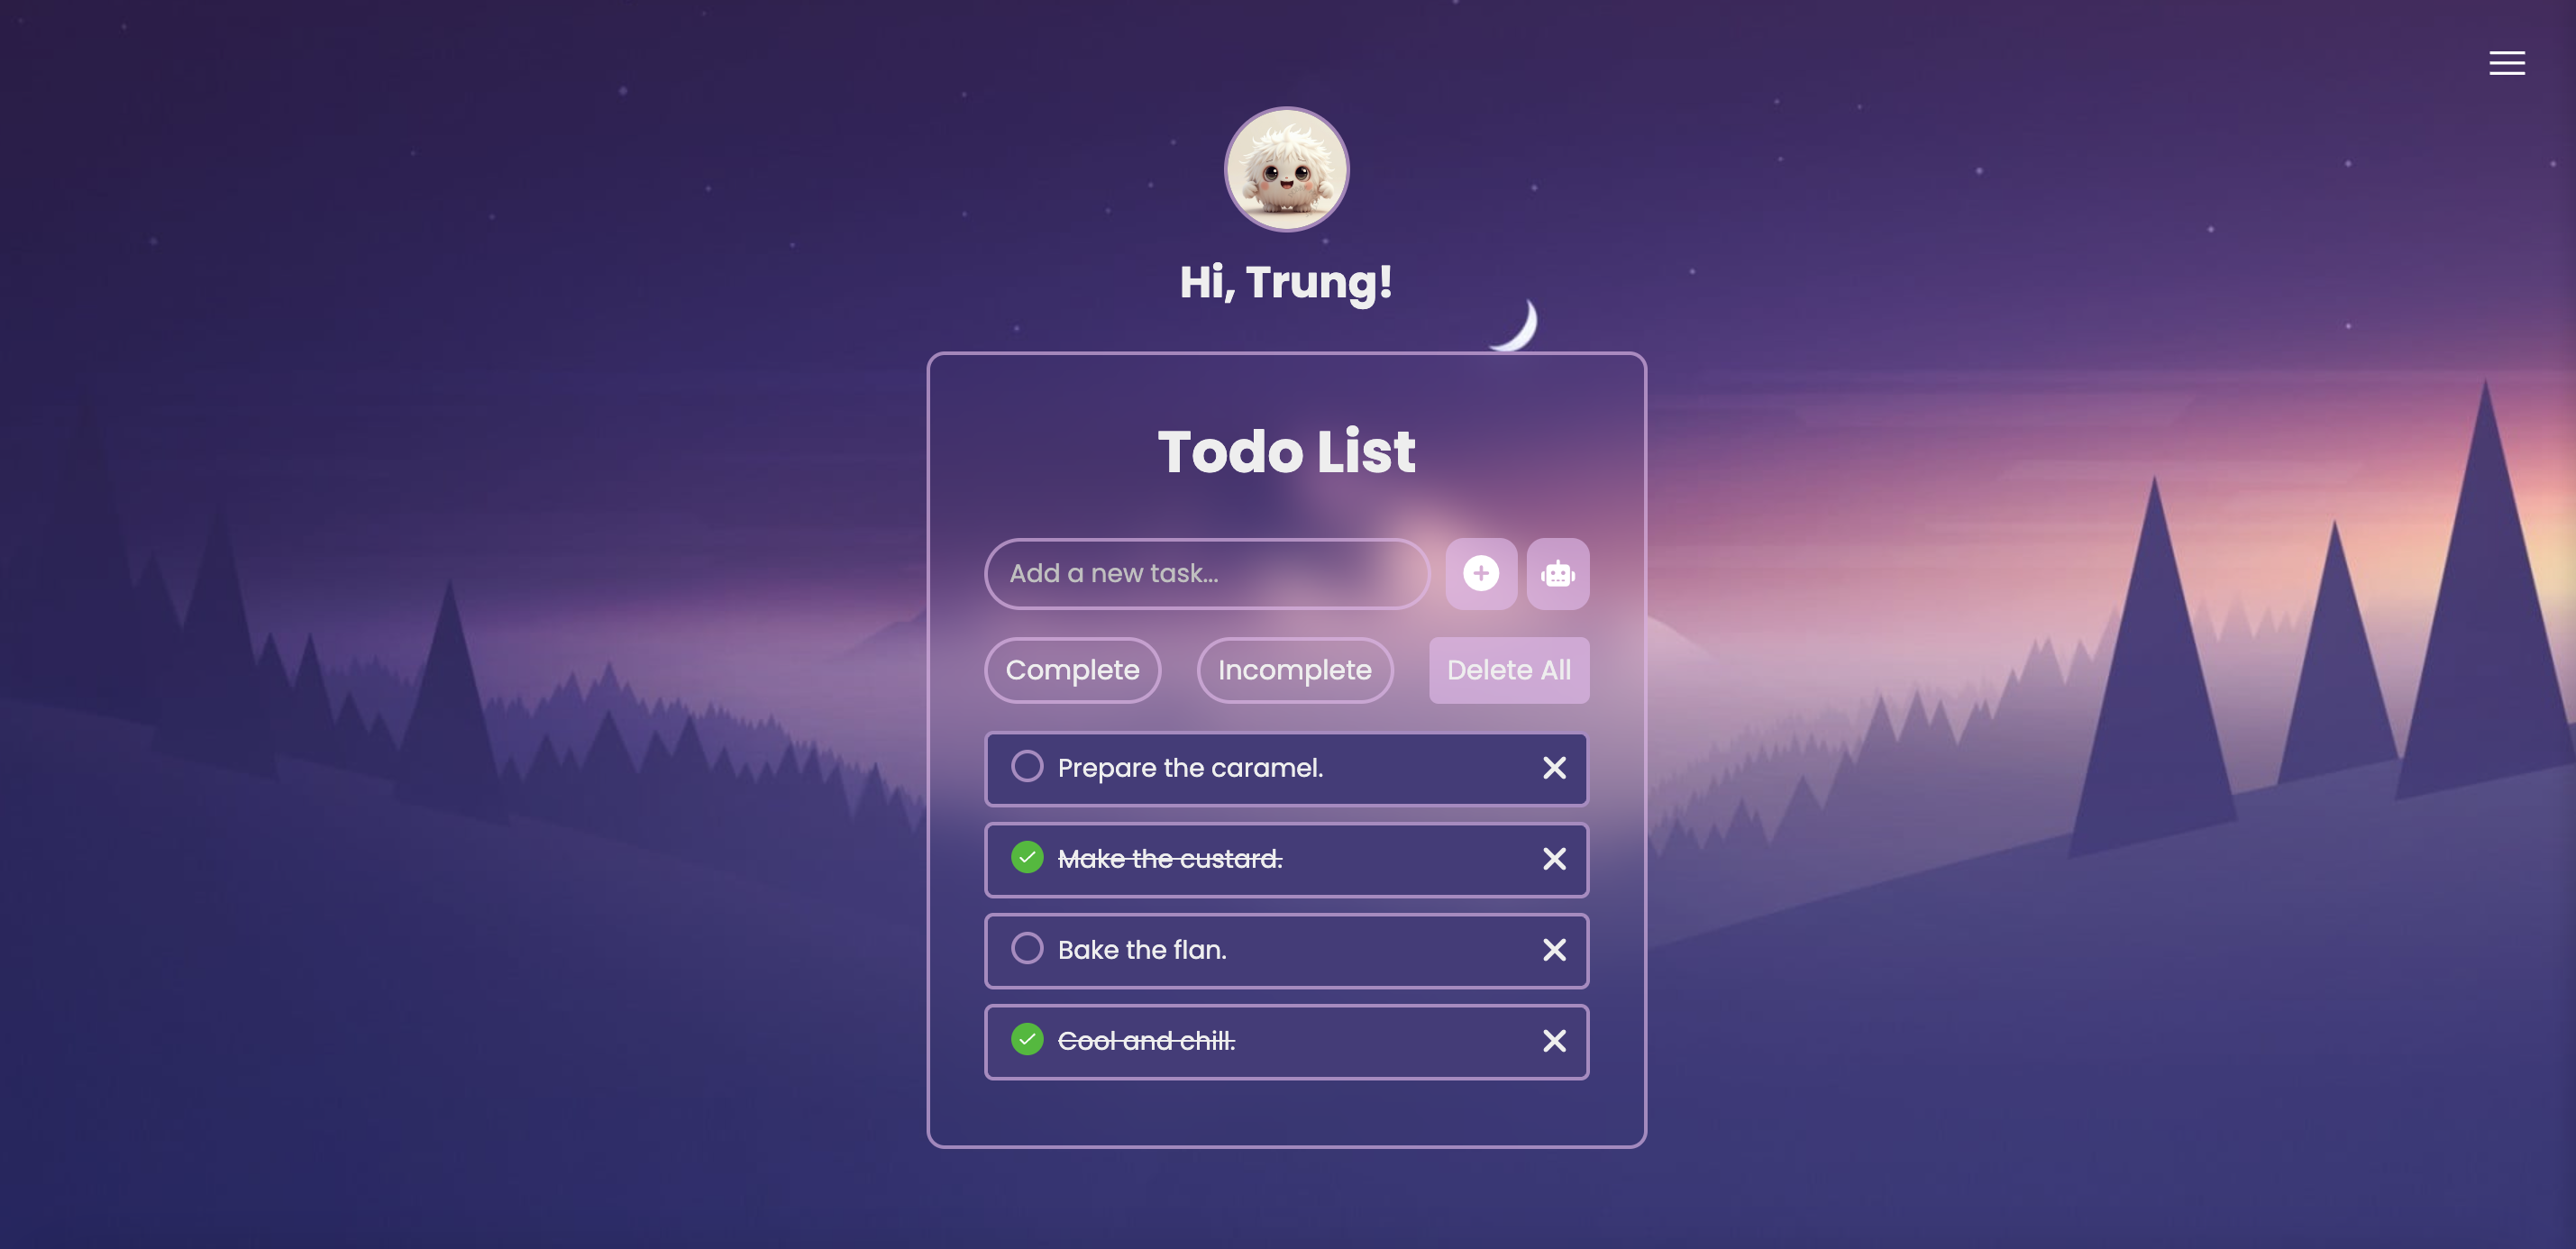 Hi, Trung!
Todo List
Add a new task...
Complete Incomplete Delete All
Prepare the caramel.
Make the custard.
Bake the flan.
Cool and chill.